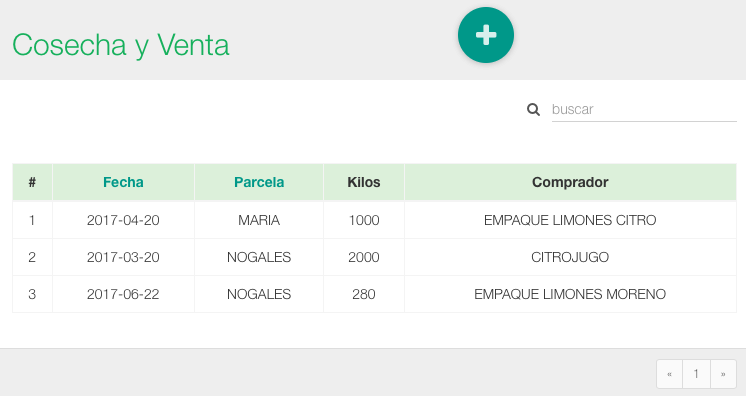 Cosecha y Venta
buscar
# Fecha Parcela Kilos Comprador
1 2017-04-20 MARIA 1000 EMPAQUE LIMONES CITRO
2 2017-03-20 NOGALES 2000 CITROJUGO
3 2017-06-22 NOGALES 280 EMPAQUE LIMONES MORENO
« 1 »